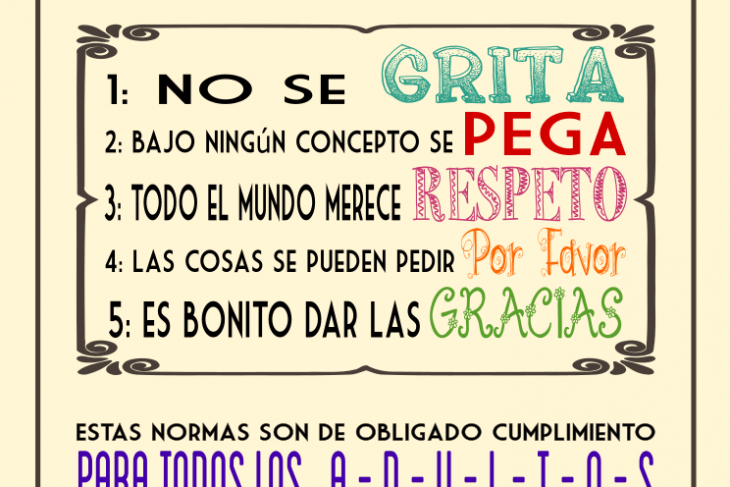 1: NO SE GRITA
2: BAJO NINGÚN CONCEPTO SE PEGA
3: TODO EL MUNDO MERECE RESPETO
4: LAS COSAS SE PUEDEN PEDIR Por Favor
5: ES BONITO DAR LAS GRACIAS
ESTAS NORMAS SON DE OBLIGADO CUMPLIMIENTO
PARA TODOS LOS A-D-U-L-T-O-S